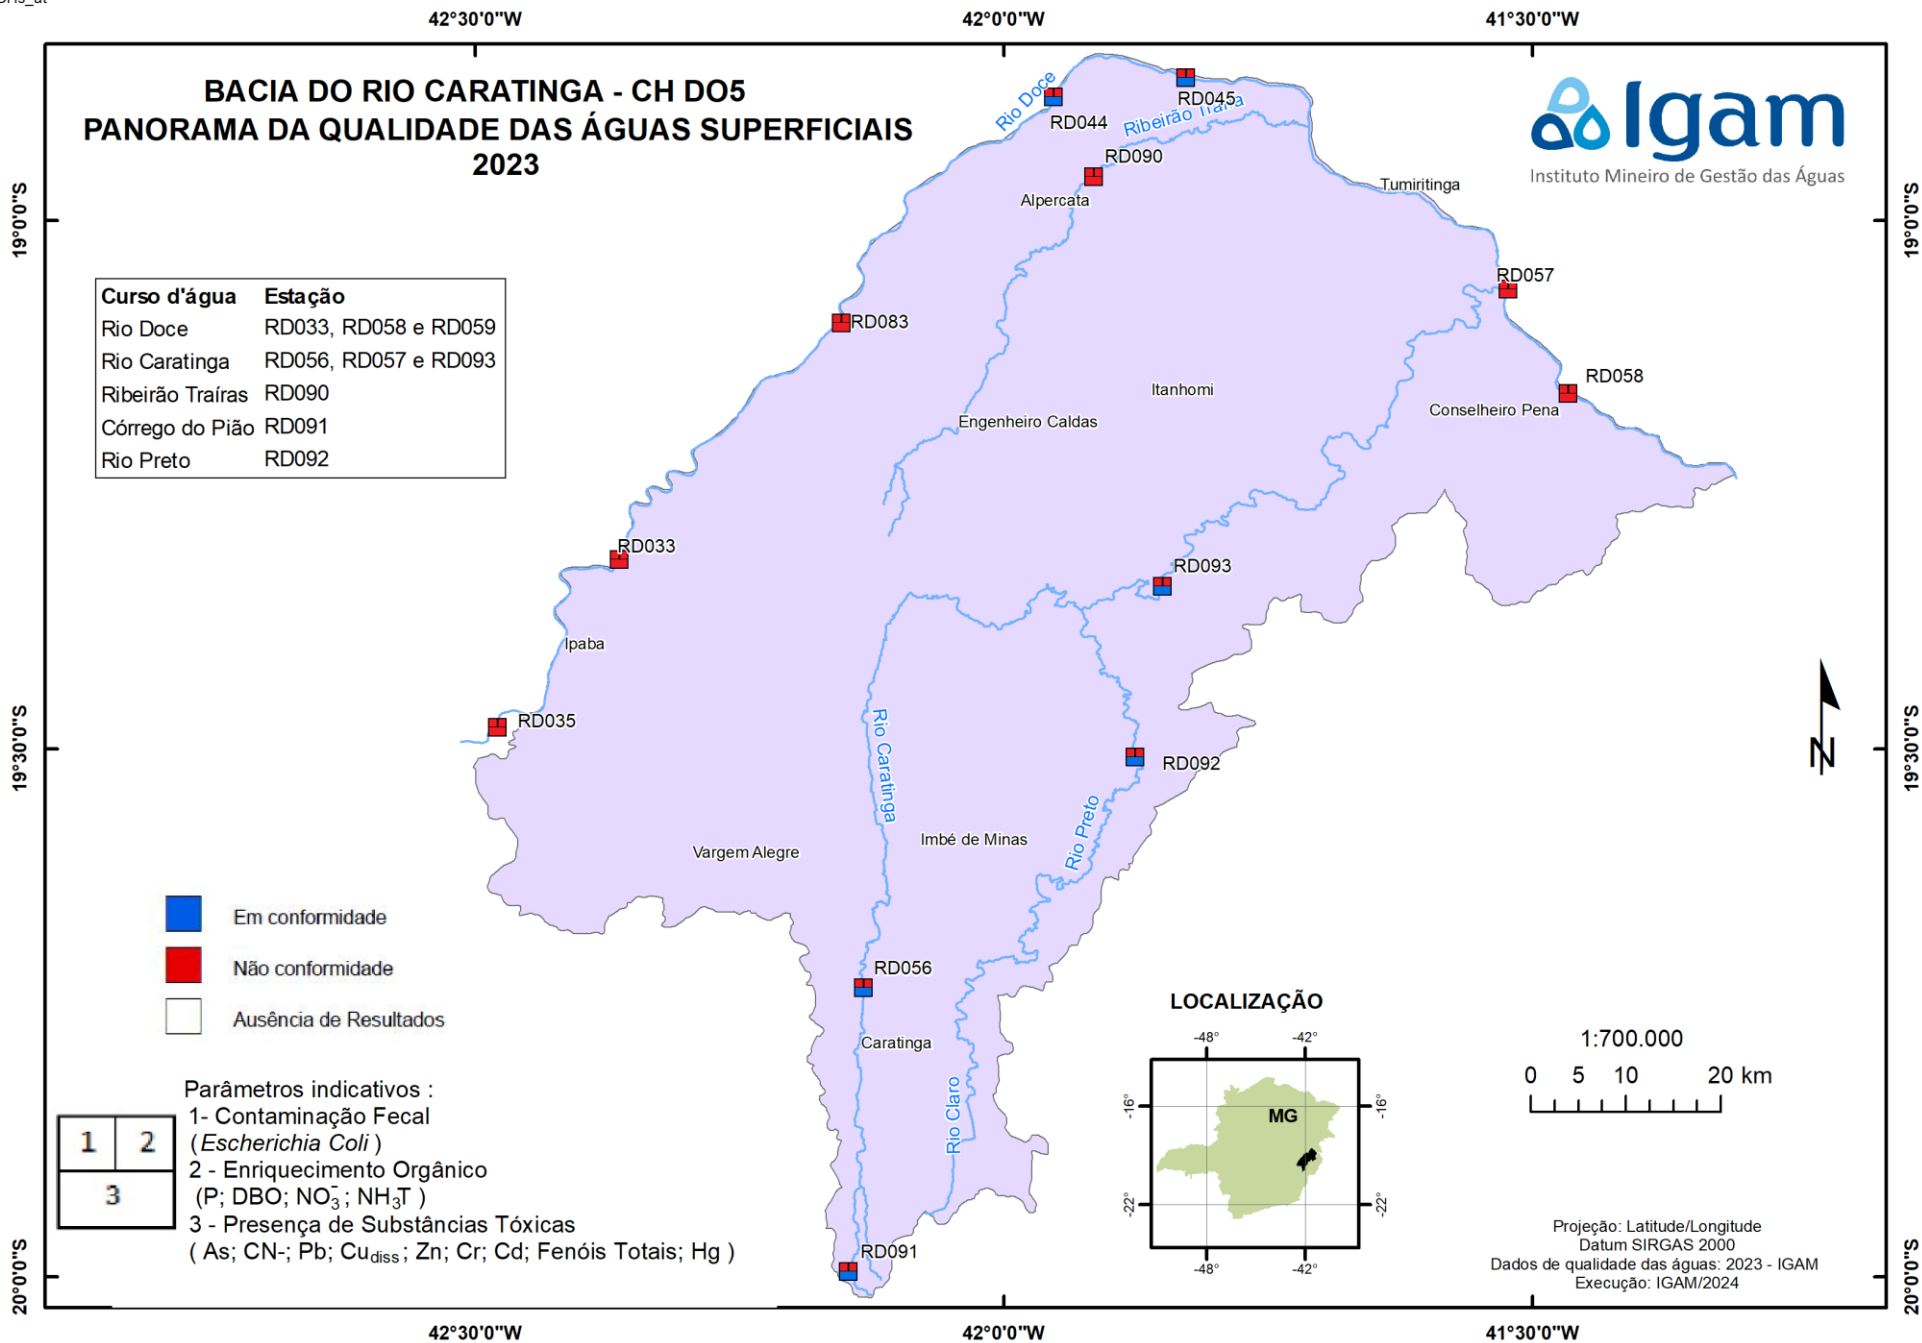 42°30'0"W
42°0'0"W
41°30'0"W
BACIA DO RIO CARATINGA - CH DO5
PANORAMA DA QUALIDADE DAS ÁGUAS SUPERFICIAIS
2023
Igam
Instituto Mineiro de Gestão das Águas
19°0'0"S
19°0'0"S
Curso d'água Estação
Rio Doce RD033, RD058 e RD059
Rio Caratinga RD056, RD057 e RD093
Ribeirão Traíras RD090
Córrego do Pião RD091
Rio Preto RD092
Rio Doce
RD044
RD045
Ribeirão Traíra
RD090
Alpercata
Tumiritinga
RD057
RD083
RD058
Itanhomi
Conselheiro Pena
Engenheiro Caldas
RD033
RD093
Ipaba
RD035
Rio Caratinga
RD092
N
19°30'0"S
19°30'0"S
Rio Preto
Imbé de Minas
Vargem Alegre
RD056
Caratinga
Rio Claro
RD091
Em conformidade
Não conformidade
Ausência de Resultados
Parâmetros indicativos :
1- Contaminação Fecal
(Escherichia Coli )
2 - Enriquecimento Orgânico
(P; DBO; NO₃⁻; NH₃T )
3 - Presença de Substâncias Tóxicas
( As; CN-; Pb; Cu_diss; Zn; Cr; Cd; Fenóis Totais; Hg )
1 2
3
LOCALIZAÇÃO
-48° -42°
-16° -16°
MG
-22° -22°
-48° -42°
1:700.000
0 5 10 20 km
Projeção: Latitude/Longitude
Datum SIRGAS 2000
Dados de qualidade das águas: 2023 - IGAM
Execução: IGAM/2024
20°0'0"S
20°0'0"S
42°30'0"W
42°0'0"W
41°30'0"W